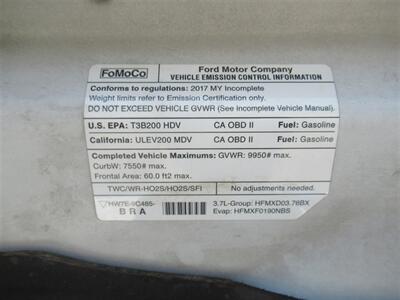 FoMoCo
Ford Motor Company
VEHICLE EMISSION CONTROL INFORMATION
Conforms to regulations: 2017 MY Incomplete
Weight limits refer to Emission Certification only.
DO NOT EXCEED VEHICLE GVWR (See Incomplete Vehicle Manual).
U.S. EPA: T3B200 HDV CA OBD II Fuel: Gasoline
California: ULEV200 MDV CA OBD II Fuel: Gasoline
Completed Vehicle Maximums: GVWR: 9950# max.
CurbW: 7550# max.
Frontal Area: 60.0 ft2 max.
TWC/WR-HO2S/HO2S/SFI No adjustments needed.
HW7E-9C485- 3.7L-Group: HFMXD03.76BX
BRA Evap: HFMXF0190NBS